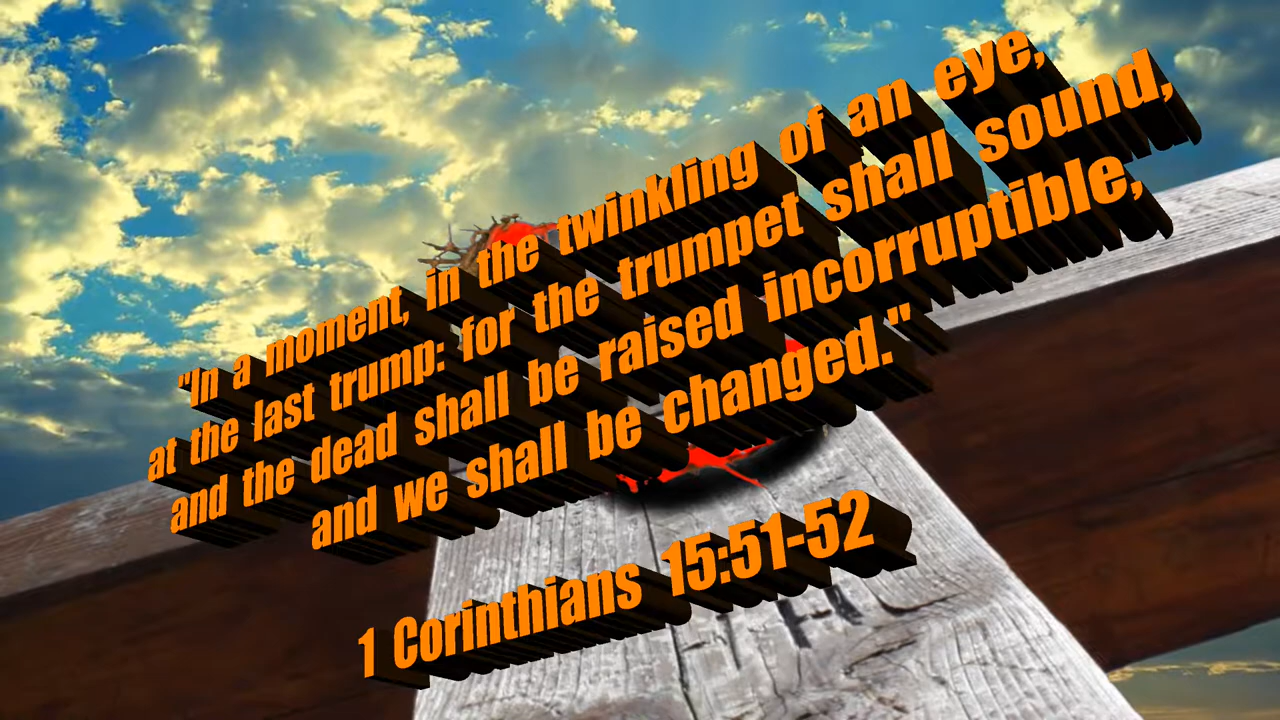 "In a moment, in the twinkling of an eye,
at the last trump: for the trumpet shall sound,
and the dead shall be raised incorruptible,
and we shall be changed."
1 Corinthians 15:51-52